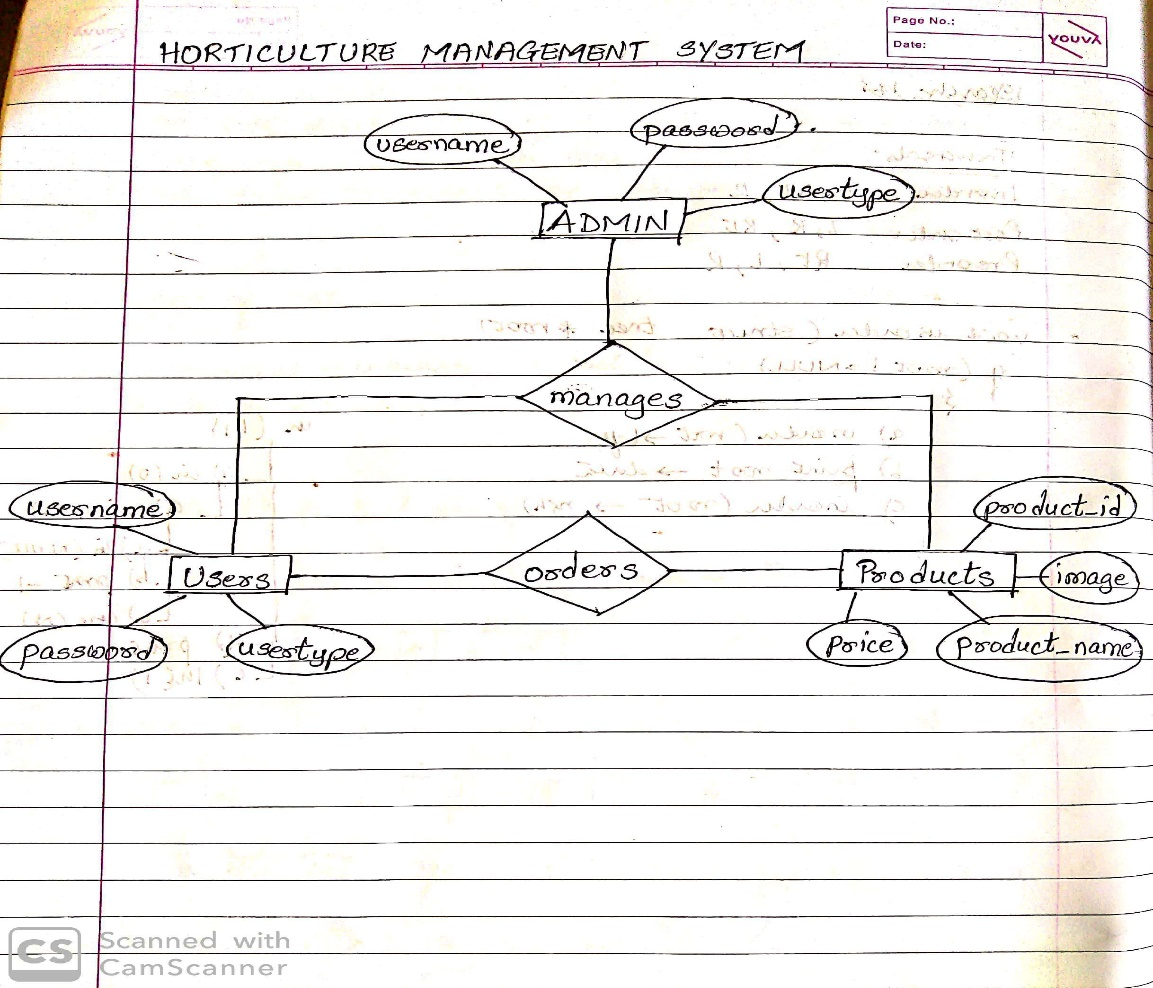 Page No.:
Date:
YOUVA
HORTICULTURE MANAGEMENT SYSTEM
username
password
usertype
ADMIN
manages
username
product_id
Users
orders
Products
image
password
usertype
price
product_name
CS
Scanned with
CamScanner